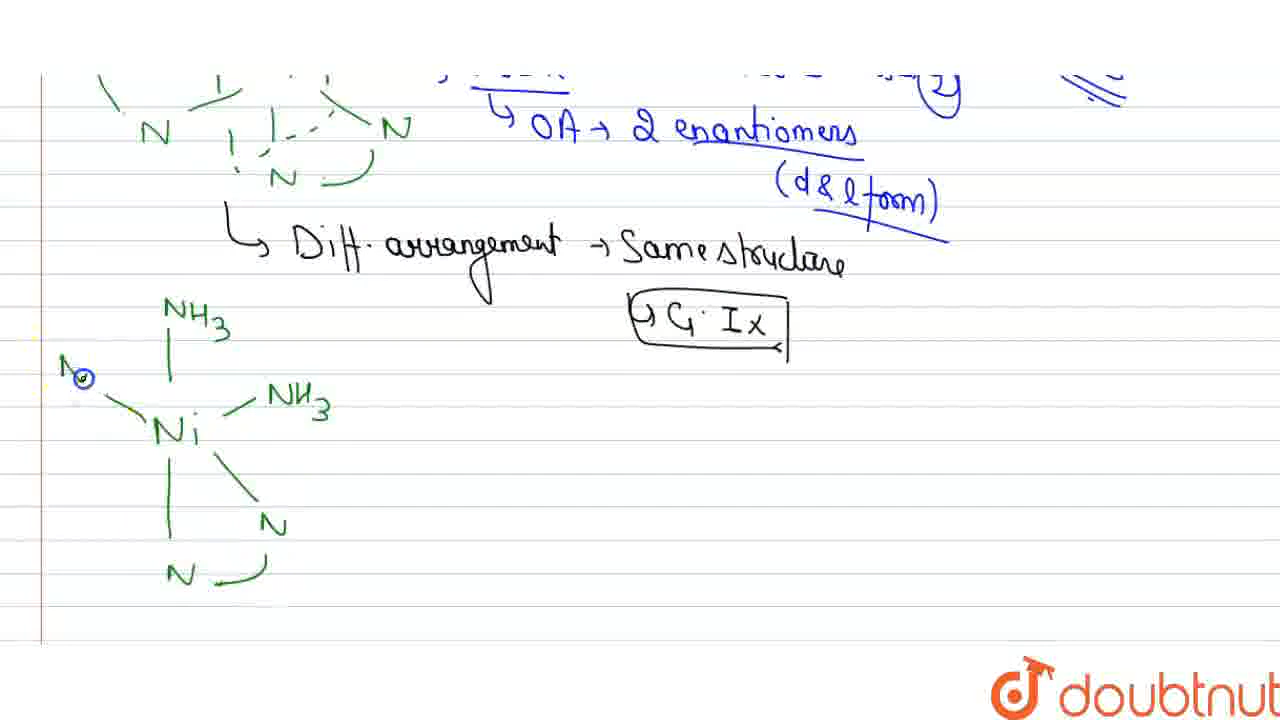 N
N
N
↳ OA → 2 enantiomers
(d & l form)
↳ Diff. arrangement → Same structure
↳ G. I x
NH3
N
NH3
Ni
N
N
doubtnut